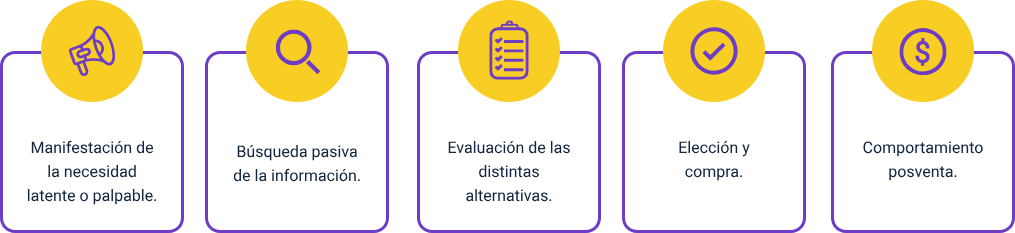 Manifestación de
la necesidad
latente o palpable.
Búsqueda pasiva
de la información.
Evaluación de las
distintas
alternativas.
Elección y
compra.
Comportamiento
posventa.